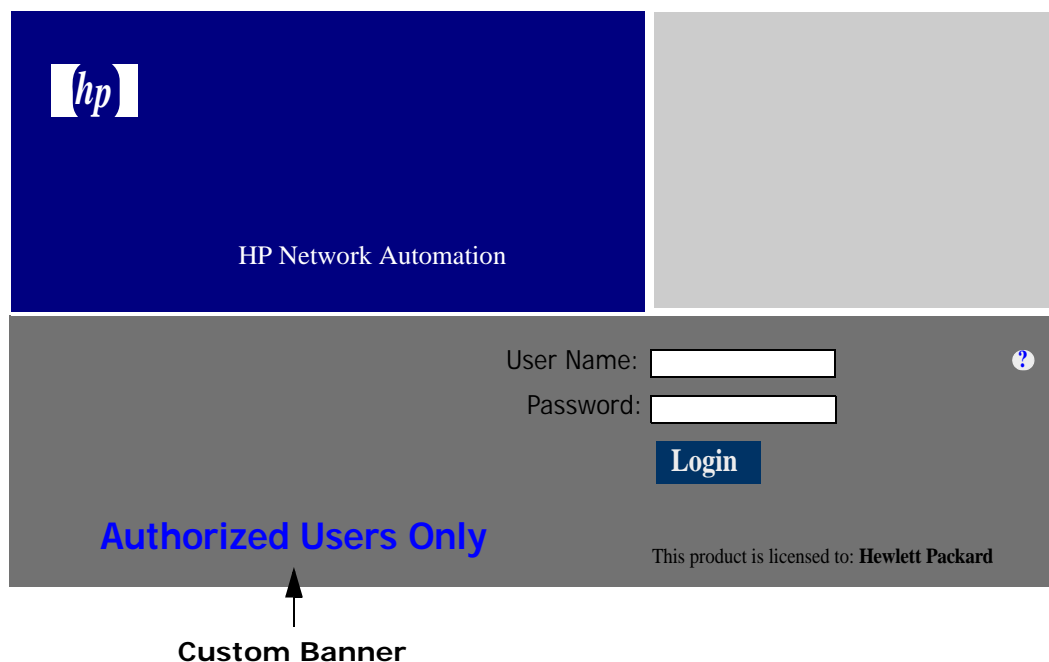 hp
HP Network Automation
User Name:
?
Password:
Login
Authorized Users Only
This product is licensed to: Hewlett Packard
Custom Banner